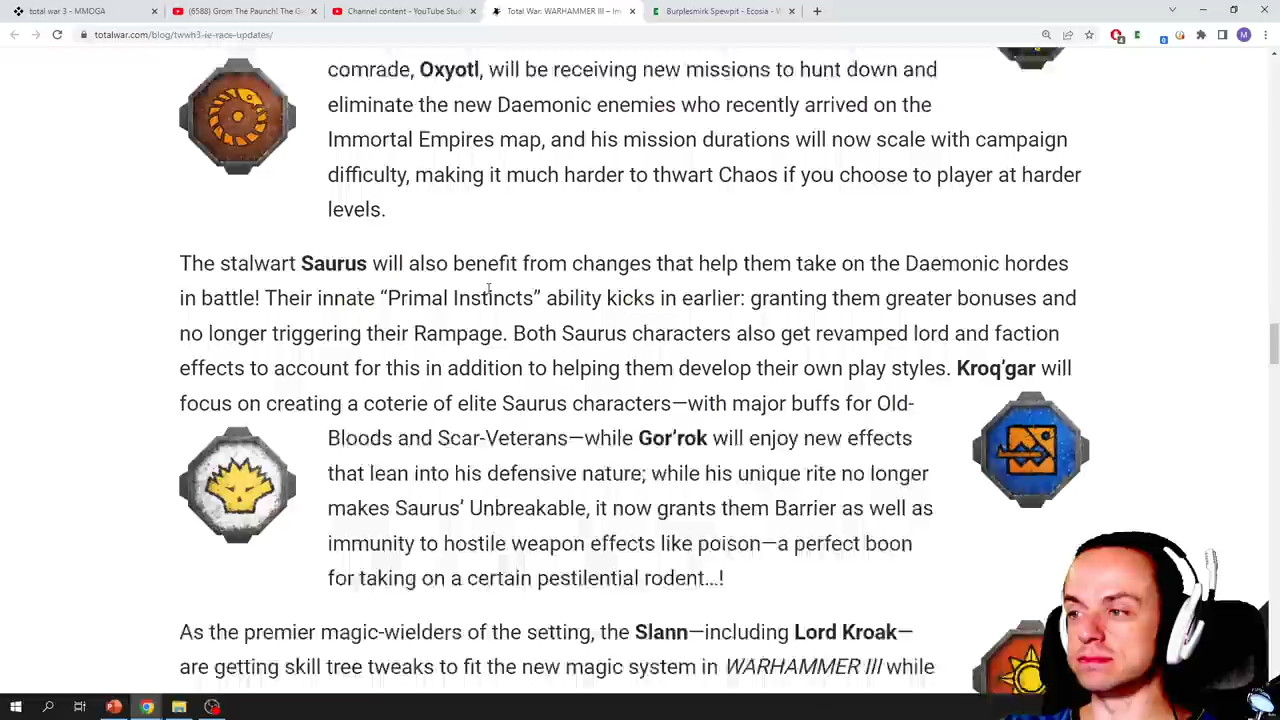 total war 3 - MMOGA
(6588) Grom The Paunch! The G
Channel content - YouTube Stud
Total War: WARHAMMER III – Im
Burplesmirk Spewpit - Ecosia - W
totalwar.com/blog/twwh3-ie-race-updates/
comrade, Oxyotl, will be receiving new missions to hunt down and
eliminate the new Daemonic enemies who recently arrived on the
Immortal Empires map, and his mission durations will now scale with campaign
difficulty, making it much harder to thwart Chaos if you choose to player at harder
levels.
The stalwart Saurus will also benefit from changes that help them take on the Daemonic hordes
in battle! Their innate “Primal Instincts” ability kicks in earlier: granting them greater bonuses and
no longer triggering their Rampage. Both Saurus characters also get revamped lord and faction
effects to account for this in addition to helping them develop their own play styles. Kroq’gar will
focus on creating a coterie of elite Saurus characters—with major buffs for Old-
Bloods and Scar-Veterans—while Gor’rok will enjoy new effects
that lean into his defensive nature; while his unique rite no longer
makes Saurus’ Unbreakable, it now grants them Barrier as well as
immunity to hostile weapon effects like poison—a perfect boon
for taking on a certain pestilential rodent…!
As the premier magic-wielders of the setting, the Slann—including Lord Kroak—
are getting skill tree tweaks to fit the new magic system in WARHAMMER III while